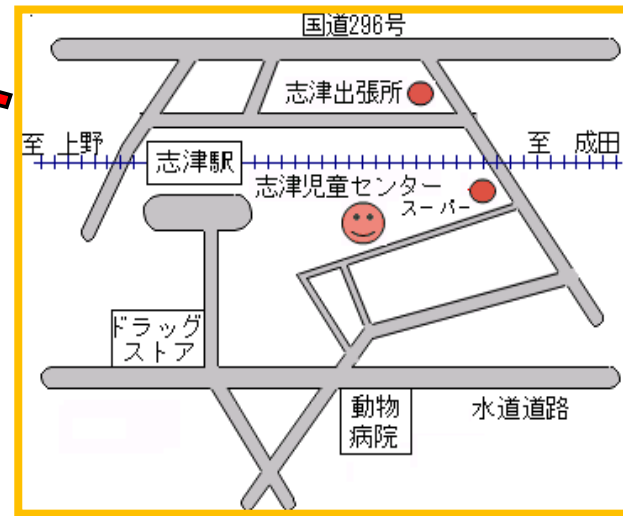 国道296号
志津出張所
至 上野
至 成田
志津駅
志津児童センター
スーパー
ドラッグ
ストア
動物
病院
水道道路